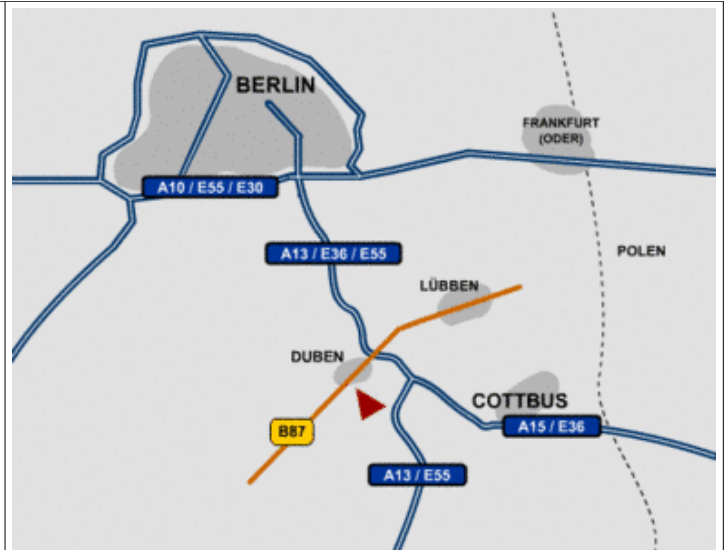 BERLIN
FRANKFURT
(ODER)
A10 / E55 / E30
A13 / E36 / E55
POLEN
LÜBBEN
DUBEN
COTTBUS
A15 / E36
B87
A13 / E55